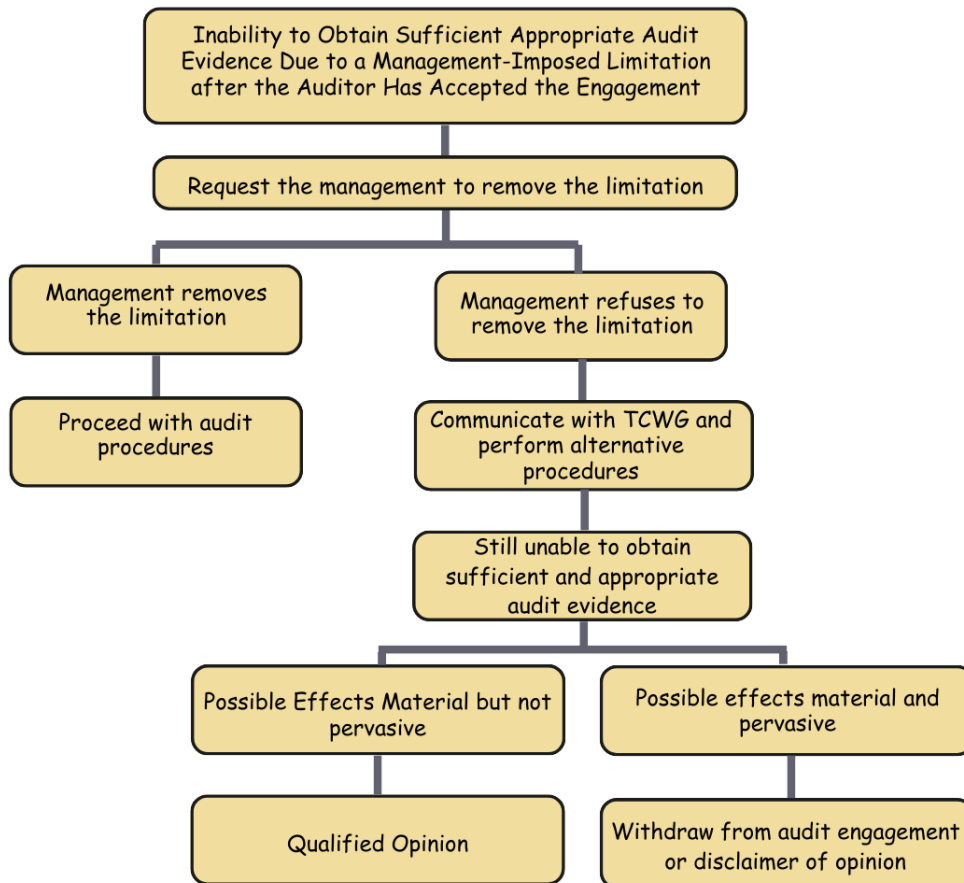 Inability to Obtain Sufficient Appropriate Audit
Evidence Due to a Management-Imposed Limitation
after the Auditor Has Accepted the Engagement
Request the management to remove the limitation
Management removes
the limitation
Management refuses to
remove the limitation
Proceed with audit
procedures
Communicate with TCWG and
perform alternative
procedures
Still unable to obtain
sufficient and appropriate
audit evidence
Possible Effects Material but not
pervasive
Possible effects material and
pervasive
Qualified Opinion
Withdraw from audit engagement
or disclaimer of opinion